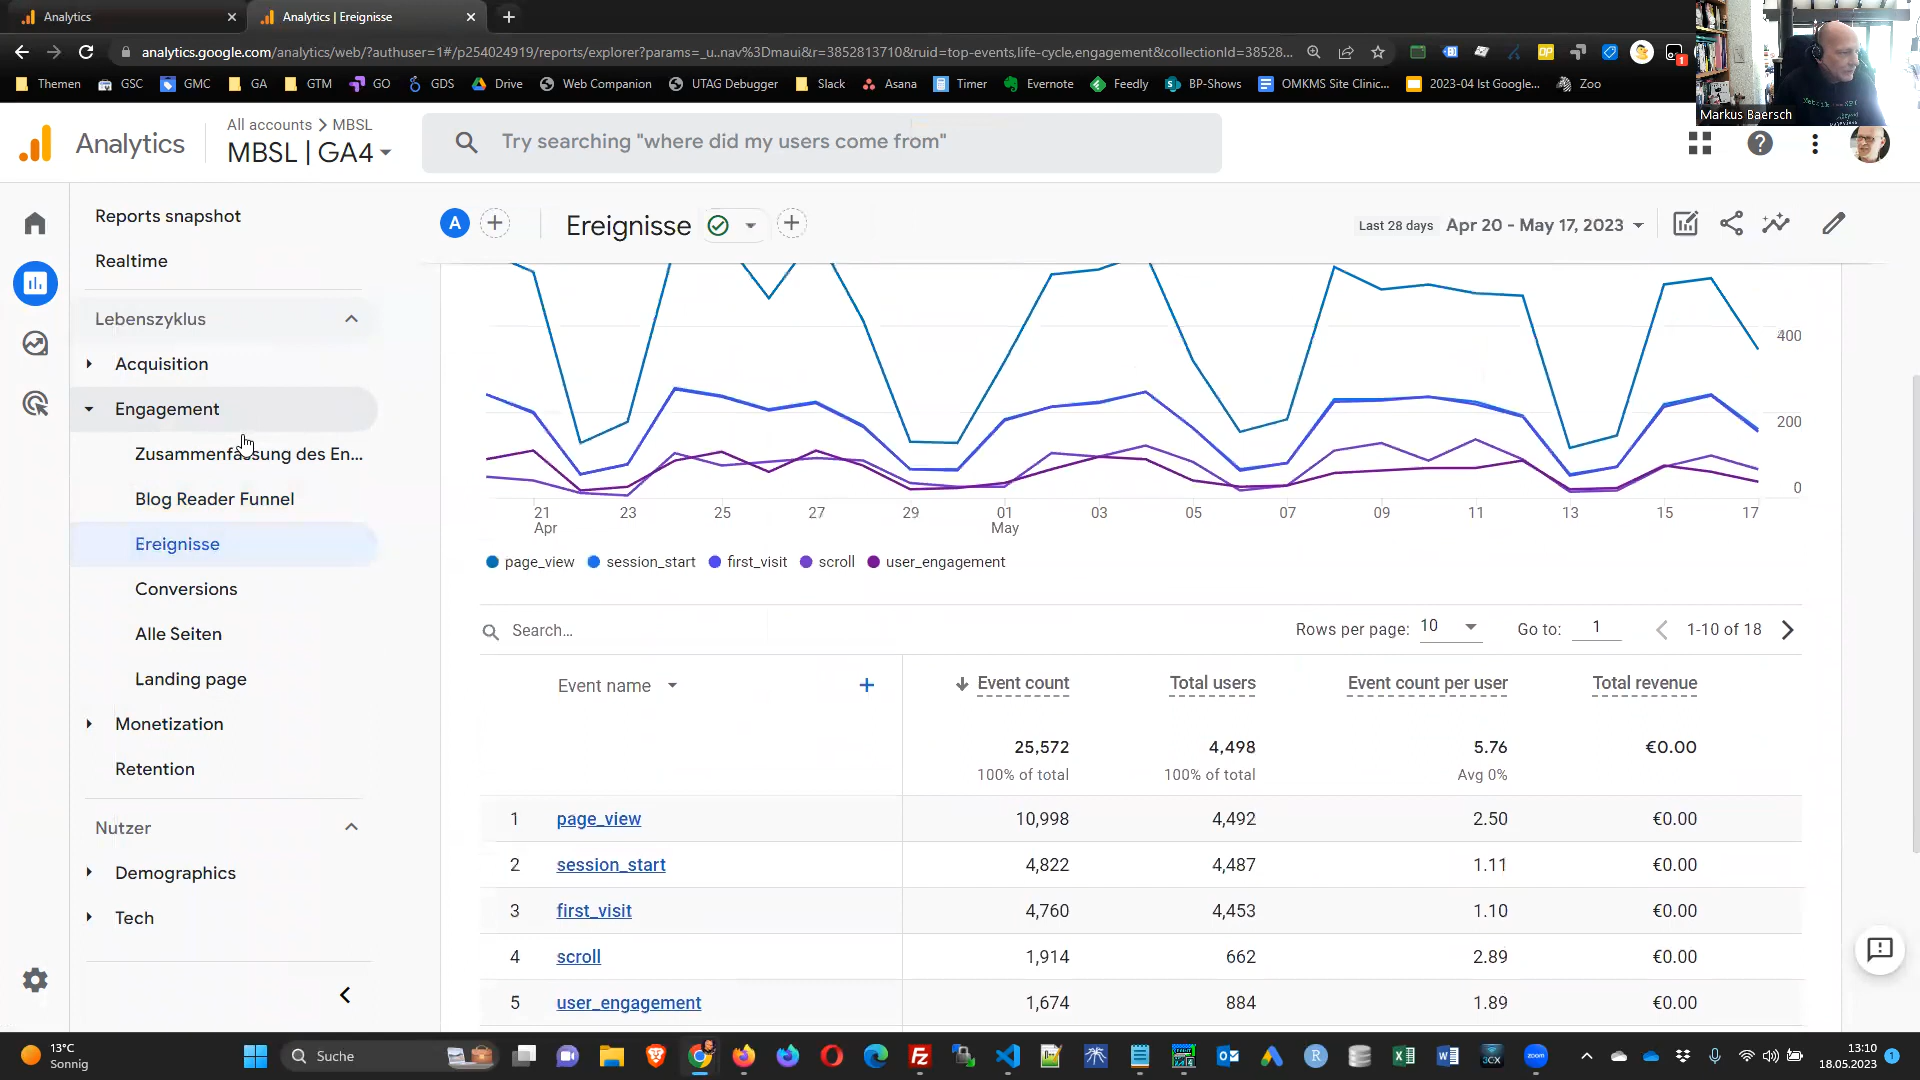 Analytics
Analytics | Ereignisse
analytics.google.com/analytics/web/?authuser=1#/p254024919/reports/explorer?params=_u..nav%3Dmaui&r=3852813710&ruid=top-events,life-cycle,engagement&collectionId=38528...
Themen GSC GMC GA GTM GO GDS Drive Web Companion UTAG Debugger Slack Asana Timer Evernote Feedly BP-Shows OMKMS Site Clinic... 2023-04 Ist Google... Zoo
Markus Baersch
Analytics
All accounts > MBSL
MBSL | GA4
Try searching "where did my users come from"
Reports snapshot
Realtime
Lebenszyklus
Acquisition
Engagement
Zusammenfassung des En...
Blog Reader Funnel
Ereignisse
Conversions
Alle Seiten
Landing page
Monetization
Retention
Nutzer
Demographics
Tech
A
Ereignisse
Last 28 days Apr 20 - May 17, 2023
400
200
0
21 23 25 27 29 01 03 05 07 09 11 13 15 17
Apr May
page_view session_start first_visit scroll user_engagement
Search...
Rows per page: 10 Go to: 1 1-10 of 18
Event name + Event count Total users Event count per user Total revenue
25,572 4,498 5.76 €0.00
100% of total 100% of total Avg 0%
1 page_view 10,998 4,492 2.50 €0.00
2 session_start 4,822 4,487 1.11 €0.00
3 first_visit 4,760 4,453 1.10 €0.00
4 scroll 1,914 662 2.89 €0.00
5 user_engagement 1,674 884 1.89 €0.00
13°C
Sonnig
Suche
zoom
13:10
18.05.2023
1